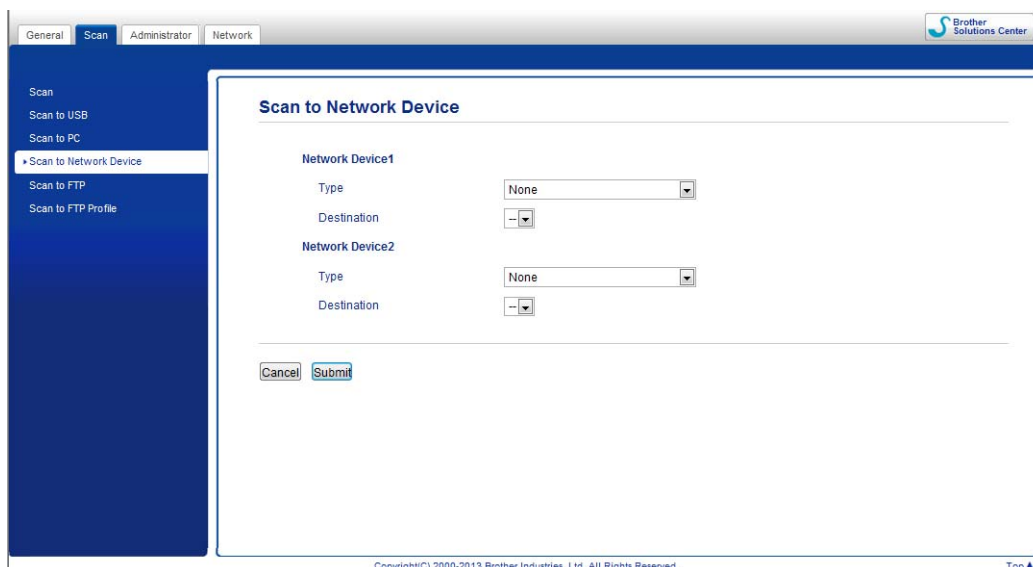 General Scan Administrator Network
Brother
Solutions Center
Scan
Scan to USB
Scan to PC
Scan to Network Device
Scan to FTP
Scan to FTP Profile
Scan to Network Device
Network Device1
Type None
Destination --
Network Device2
Type None
Destination --
Cancel Submit
Copyright(C) 2000-2013 Brother Industries, Ltd. All Rights Reserved.
Top